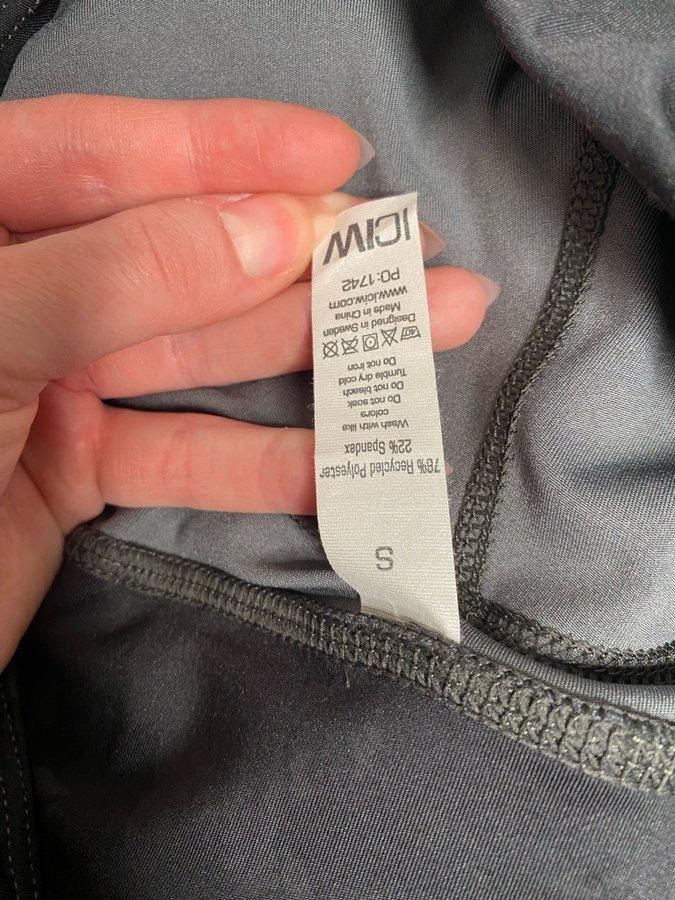 S
78% Recycled Polyester
22% Spandex
Wash with like
colors
Do not soak
Do not bleach
Tumble dry cold
Do not iron
40
Designed in Sweden
Made in China
www.iciw.com
PO:1742
ICIW